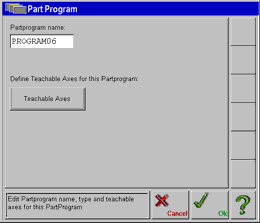 Part Program
Partprogram name:
PROGRAM06
Define Teachable Axes for this Partprogram:
Teachable Axes
Edit Partprogram name, type and teachable
axes for this PartProgram
Cancel
Ok
?